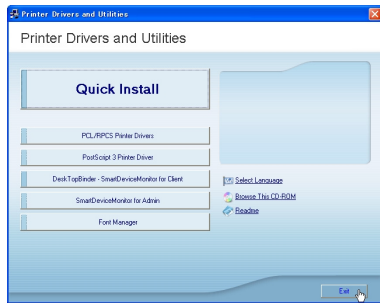 Printer Drivers and Utilities
Printer Drivers and Utilities
Quick Install
PCL/RPCS Printer Drivers
PostScript 3 Printer Driver
DeskTopBinder - SmartDeviceMonitor for Client
SmartDeviceMonitor for Admin
Font Manager
Select Language
Browse This CD-ROM
Readme
Exit